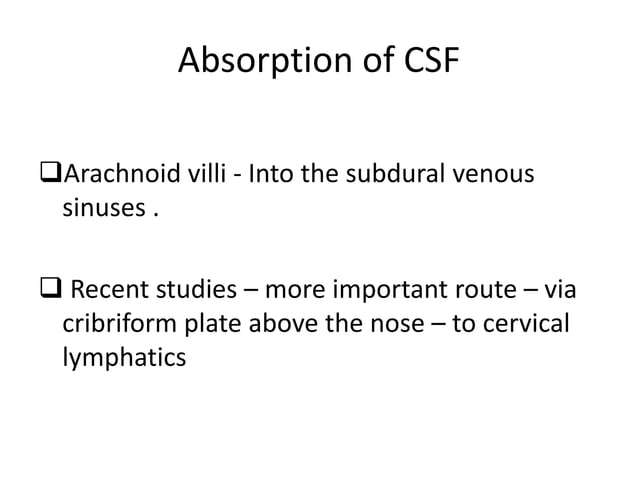 Absorption of CSF
❑Arachnoid villi - Into the subdural venous
sinuses .
❑ Recent studies – more important route – via
cribriform plate above the nose – to cervical
lymphatics